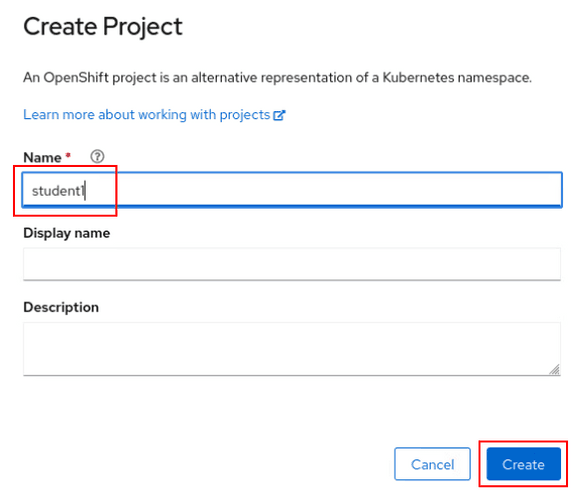 Create Project
An OpenShift project is an alternative representation of a Kubernetes namespace.
Learn more about working with projects
Name *
student1
Display name
Description
Cancel Create